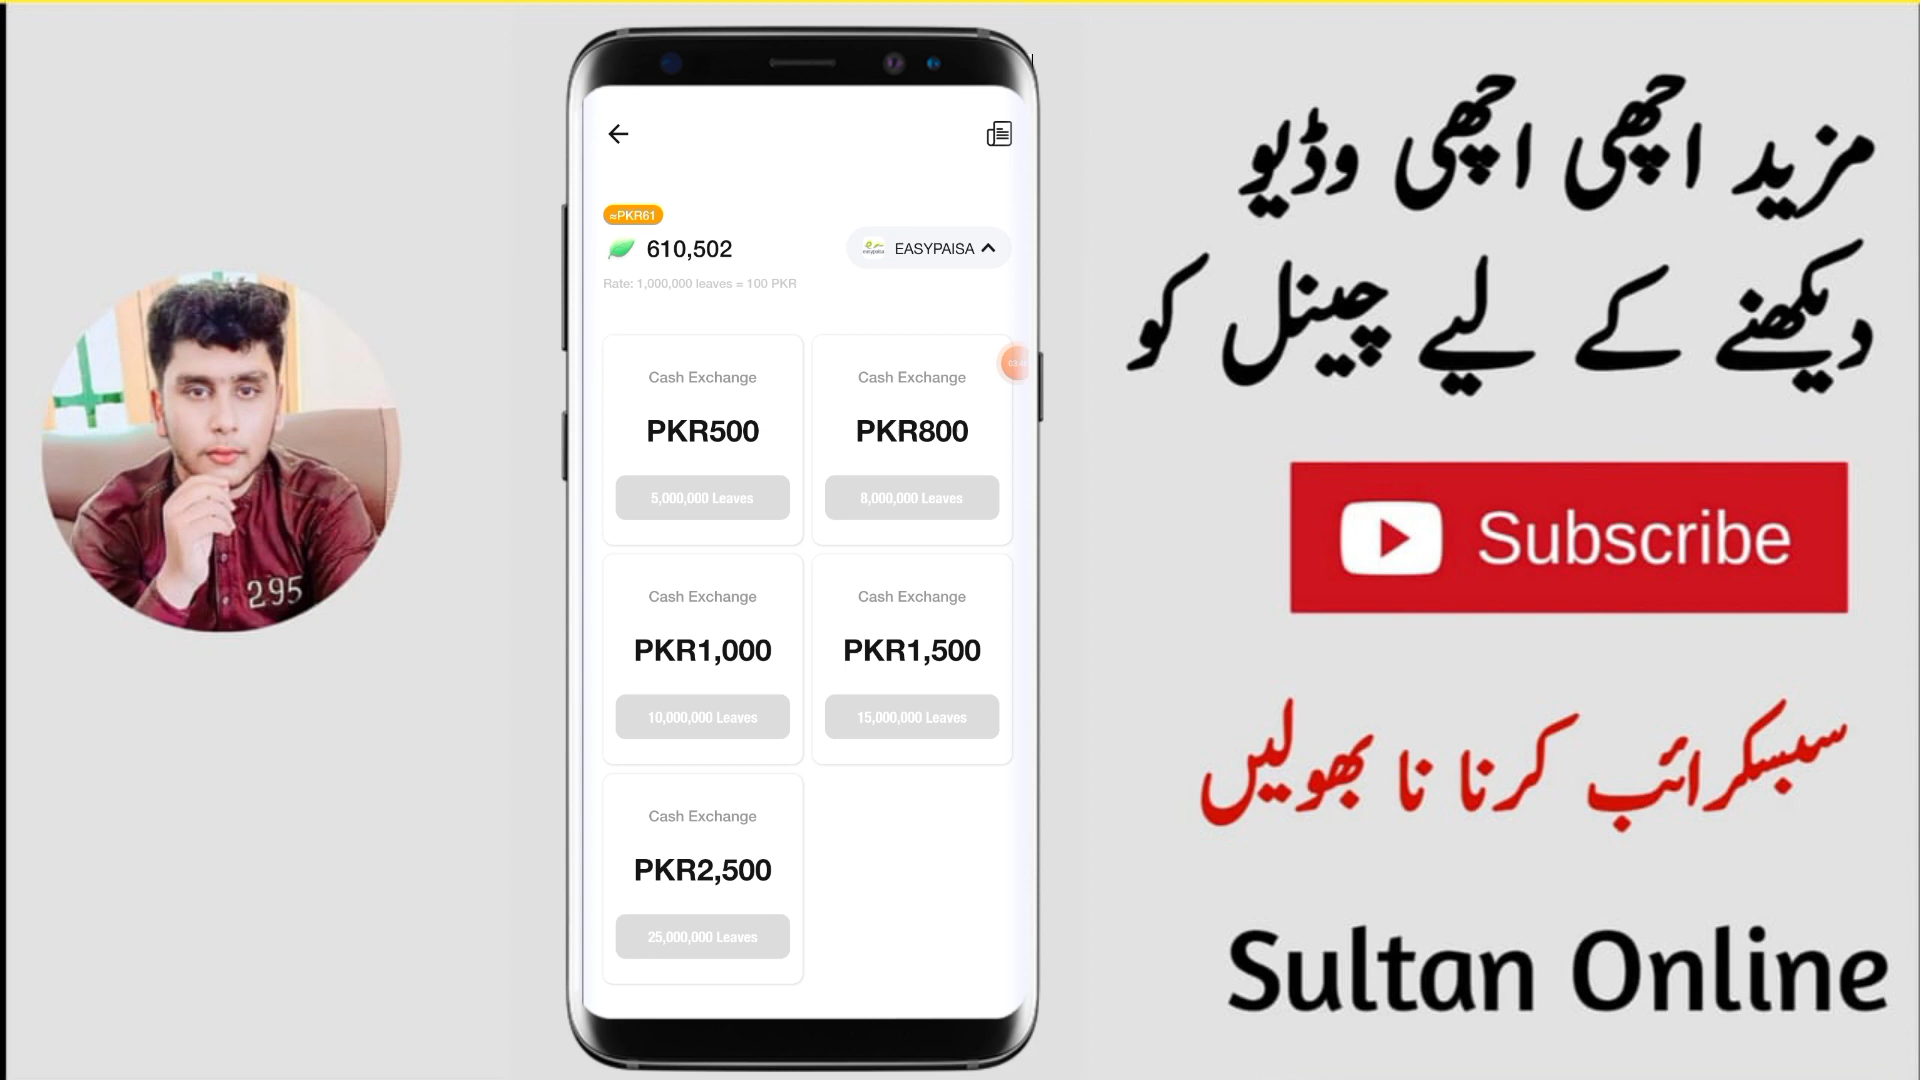 ≈PKR61
610,502
EASYPAISA
Rate: 1,000,000 leaves = 100 PKR
Cash Exchange
PKR500
5,000,000 Leaves
Cash Exchange
PKR800
8,000,000 Leaves
Cash Exchange
PKR1,000
10,000,000 Leaves
Cash Exchange
PKR1,500
15,000,000 Leaves
Cash Exchange
PKR2,500
25,000,000 Leaves
295
مزید اچھی اچھی وڈیو
دیکھنے کے لیے چینل کو
Subscribe
سبسکرائب کرنا نا بھولیں
Sultan Online